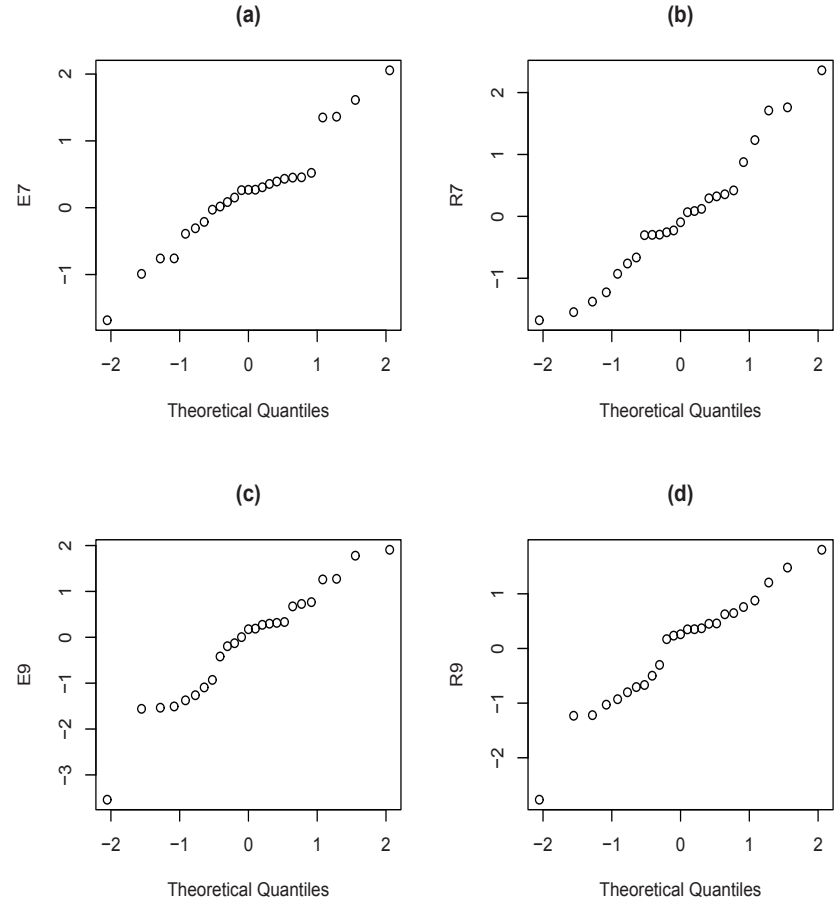 (a)
E7
2
1
0
−1
−2 −1 0 1 2
Theoretical Quantiles
(b)
R7
2
1
0
−1
−2 −1 0 1 2
Theoretical Quantiles
(c)
E9
2
1
0
−1
−2
−3
−2 −1 0 1 2
Theoretical Quantiles
(d)
R9
1
0
−1
−2
−2 −1 0 1 2
Theoretical Quantiles